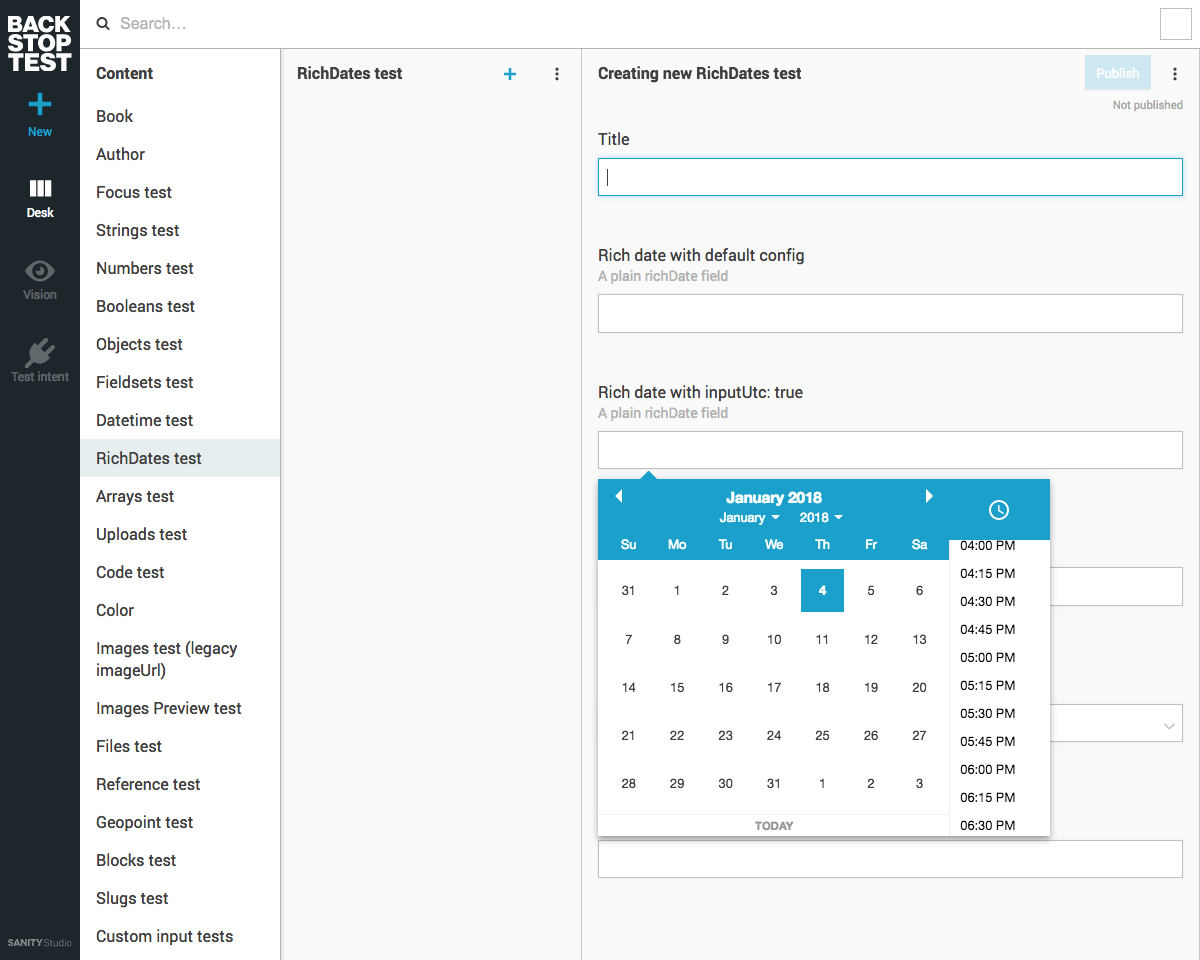 BACK
STOP
TEST
New
Desk
Vision
Test intent
SANITY Studio
Search...
Content
Book
Author
Focus test
Strings test
Numbers test
Booleans test
Objects test
Fieldsets test
Datetime test
RichDates test
Arrays test
Uploads test
Code test
Color
Images test (legacy
imageUrl)
Images Preview test
Files test
Reference test
Geopoint test
Blocks test
Slugs test
Custom input tests
RichDates test
Creating new RichDates test
Publish
Not published
Title
Rich date with default config
A plain richDate field
Rich date with inputUtc: true
A plain richDate field
January 2018
January 2018
Su Mo Tu We Th Fr Sa
31 1 2 3 4 5 6
7 8 9 10 11 12 13
14 15 16 17 18 19 20
21 22 23 24 25 26 27
28 29 30 31 1 2 3
TODAY
04:00 PM
04:15 PM
04:30 PM
04:45 PM
05:00 PM
05:15 PM
05:30 PM
05:45 PM
06:00 PM
06:15 PM
06:30 PM